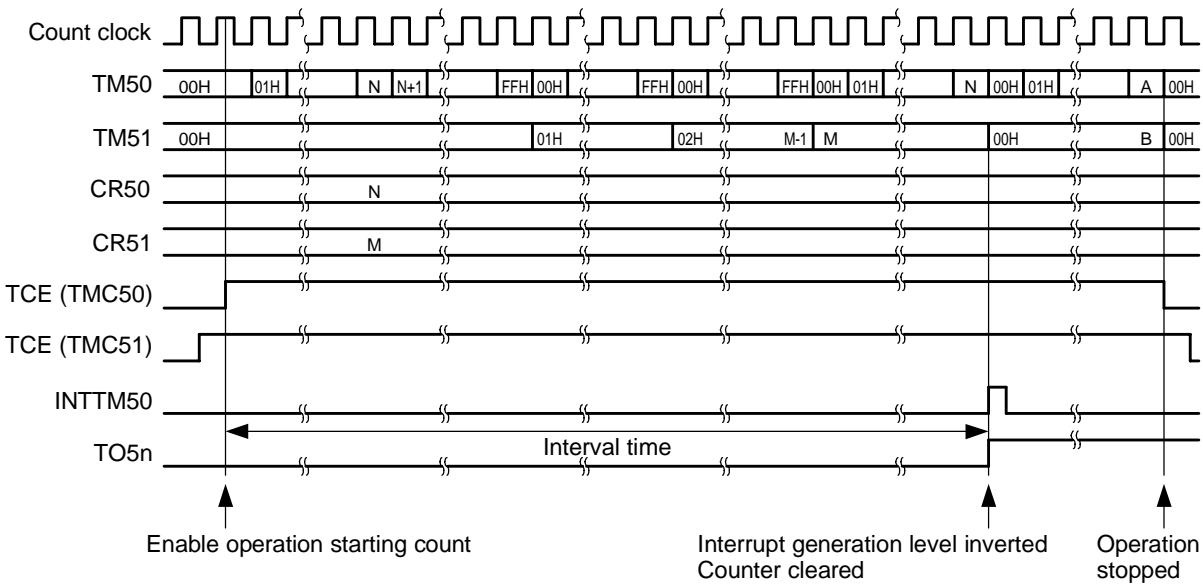 Count clock
TM50 00H 01H N N+1 FFH 00H FFH 00H FFH 00H 01H N 00H 01H A 00H
TM51 00H 01H 02H M-1 M 00H B 00H
CR50 N
CR51 M
TCE (TMC50)
TCE (TMC51)
INTTM50
Interval time
TO5n
Enable operation starting count
Interrupt generation level inverted
Counter cleared
Operation
stopped